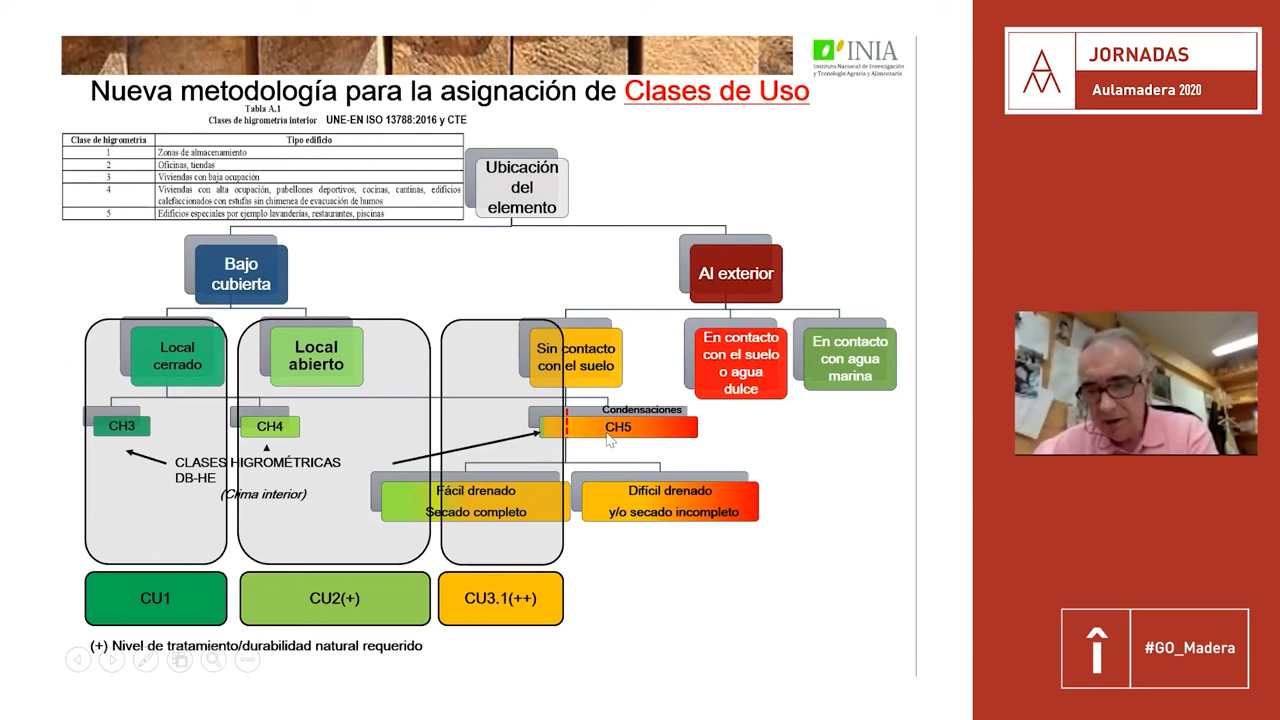 INIA
Instituto Nacional de Investigación
y Tecnología Agraria y Alimentaria
Nueva metodología para la asignación de Clases de Uso
Tabla A.1
Clases de higrometría interior UNE-EN ISO 13788:2016 y CTE
Clase de higrometría Tipo edificio
1 Zonas de almacenamiento
2 Oficinas, tiendas
3 Viviendas con baja ocupación
4 Viviendas con alta ocupación, pabellones deportivos, cocinas, cantinas, edificios
calefaccionados con estufas sin chimenea de evacuación de humos
5 Edificios especiales por ejemplo lavanderías, restaurantes, piscinas
Ubicación
del
elemento
Bajo
cubierta
Al exterior
Local
cerrado
Local
abierto
Sin contacto
con el suelo
En contacto
con el suelo
o agua
dulce
En contacto
con agua
marina
CH3
CH4
Condensaciones
CH5
CLASES HIGROMÉTRICAS
DB-HE
(Clima interior)
Fácil drenado
Secado completo
Difícil drenado
y/o secado incompleto
CU1
CU2(+)
CU3.1(++)
(+) Nivel de tratamiento/durabilidad natural requerido
JORNADAS
Aulamadera 2020
#GO_Madera